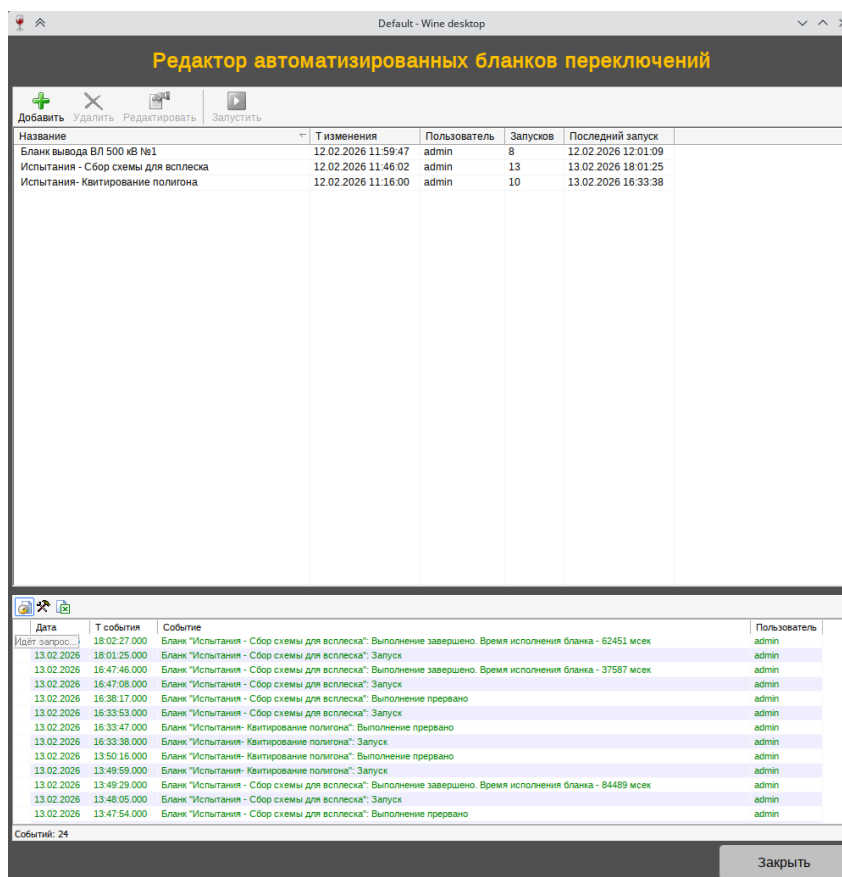 Default - Wine desktop
Редактор автоматизированных бланков переключений
Добавить Удалить Редактировать Запустить
Название Т изменения Пользователь Запусков Последний запуск
Бланк вывода ВЛ 500 кВ №1 12.02.2026 11:59:47 admin 8 12.02.2026 12:01:09
Испытания - Сбор схемы для всплеска 12.02.2026 11:46:02 admin 13 13.02.2026 18:01:25
Испытания- Квитирование полигона 12.02.2026 11:16:00 admin 10 13.02.2026 16:33:38
Дата Т события Событие Пользователь
Идёт запрос... 18:02:27.000 Бланк "Испытания - Сбор схемы для всплеска": Выполнение завершено. Время исполнения бланка - 62451 мсек admin
13.02.2026 18:01:25.000 Бланк "Испытания - Сбор схемы для всплеска": Запуск admin
13.02.2026 16:47:46.000 Бланк "Испытания - Сбор схемы для всплеска": Выполнение завершено. Время исполнения бланка - 37587 мсек admin
13.02.2026 16:47:08.000 Бланк "Испытания - Сбор схемы для всплеска": Запуск admin
13.02.2026 16:38:17.000 Бланк "Испытания - Сбор схемы для всплеска": Выполнение прервано admin
13.02.2026 16:33:53.000 Бланк "Испытания - Сбор схемы для всплеска": Запуск admin
13.02.2026 16:33:47.000 Бланк "Испытания- Квитирование полигона": Выполнение прервано admin
13.02.2026 16:33:38.000 Бланк "Испытания- Квитирование полигона": Запуск admin
13.02.2026 13:50:16.000 Бланк "Испытания- Квитирование полигона": Выполнение прервано admin
13.02.2026 13:49:59.000 Бланк "Испытания- Квитирование полигона": Запуск admin
13.02.2026 13:49:29.000 Бланк "Испытания - Сбор схемы для всплеска": Выполнение завершено. Время исполнения бланка - 84489 мсек admin
13.02.2026 13:48:05.000 Бланк "Испытания - Сбор схемы для всплеска": Запуск admin
13.02.2026 13:47:54.000 Бланк "Испытания - Сбор схемы для всплеска": Выполнение прервано admin
Событий: 24
Закрыть